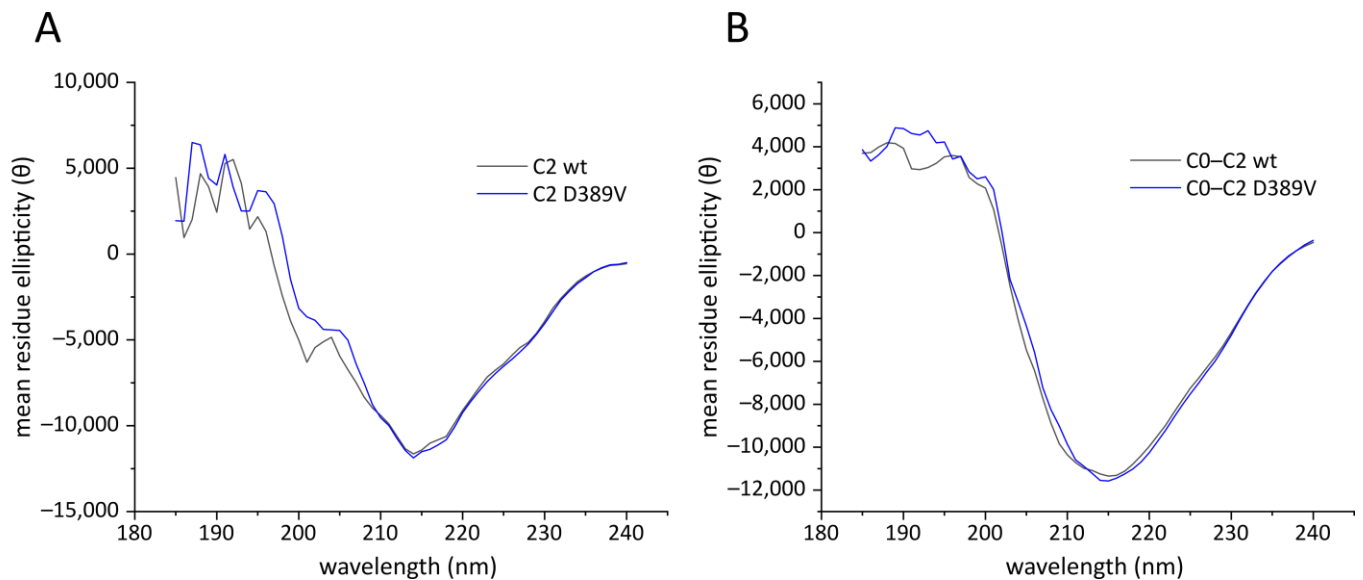 A
10,000
5,000
0
–5,000
–10,000
–15,000
mean residue ellipticity (θ)
C2 wt
C2 D389V
180 190 200 210 220 230 240
wavelength (nm)
B
6,000
4,000
2,000
0
–2,000
–4,000
–6,000
–8,000
–10,000
–12,000
mean residue ellipticity (θ)
C0–C2 wt
C0–C2 D389V
180 190 200 210 220 230 240
wavelength (nm)